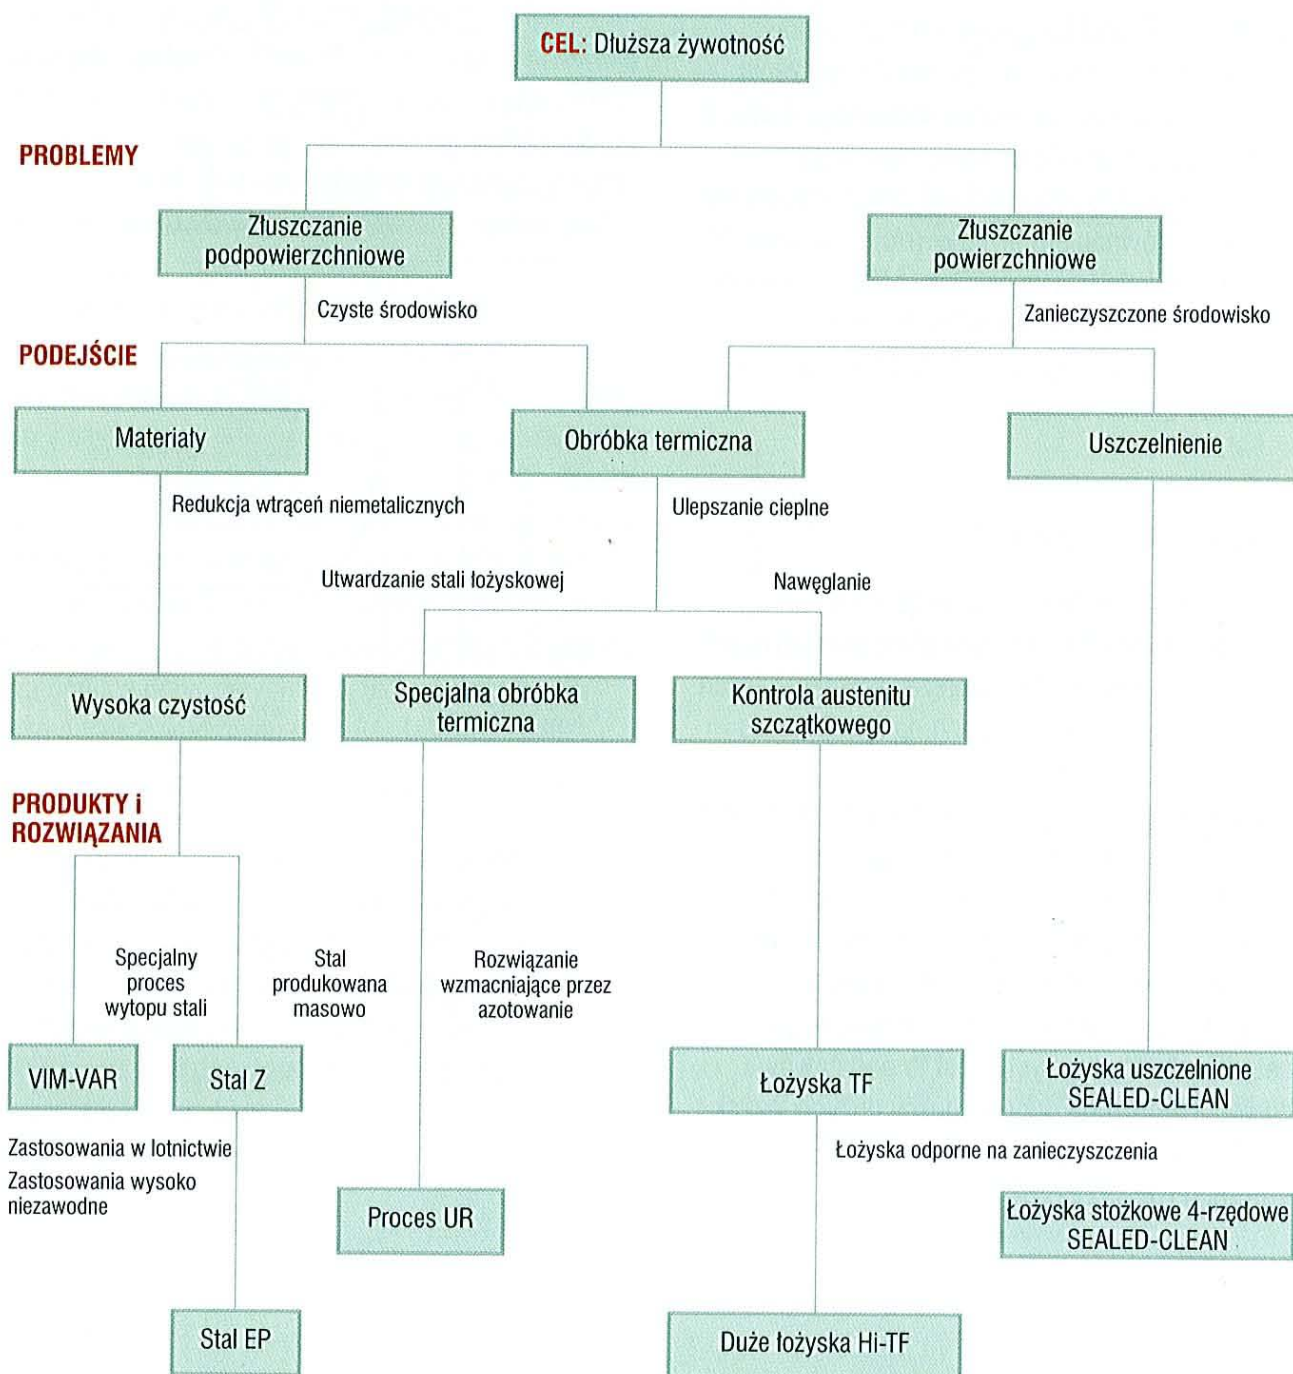 CEL: Dłuższa żywotność
PROBLEMY
Złuszczanie
podpowierzchniowe
Złuszczanie
powierzchniowe
Czyste środowisko
Zanieczyszczone środowisko
PODEJŚCIE
Materiały
Obróbka termiczna
Uszczelnienie
Redukcja wtrąceń niemetalicznych
Ulepszanie cieplne
Utwardzanie stali łożyskowej
Nawęglanie
Wysoka czystość
Specjalna obróbka
termiczna
Kontrola austenitu
szczątkowego
PRODUKTY i
ROZWIĄZANIA
Specjalny
proces
wytopu stali
Stal
produkowana
masowo
Rozwiązanie
wzmacniające przez
azotowanie
VIM-VAR
Stal Z
Łożyska TF
Łożyska uszczelnione
SEALED-CLEAN
Zastosowania w lotnictwie
Zastosowania wysoko
niezawodne
Łożyska odporne na zanieczyszczenia
Proces UR
Łożyska stożkowe 4-rzędowe
SEALED-CLEAN
Stal EP
Duże łożyska Hi-TF